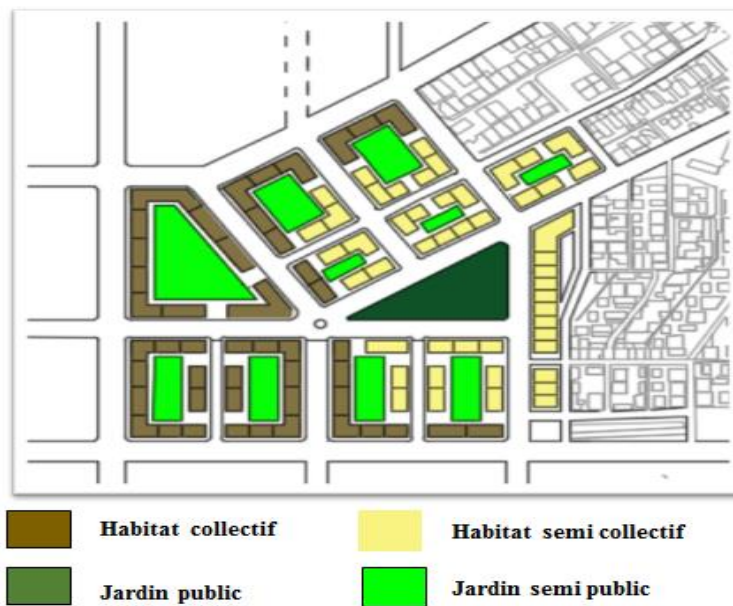 Habitat collectif
Habitat semi collectif
Jardin public
Jardin semi public